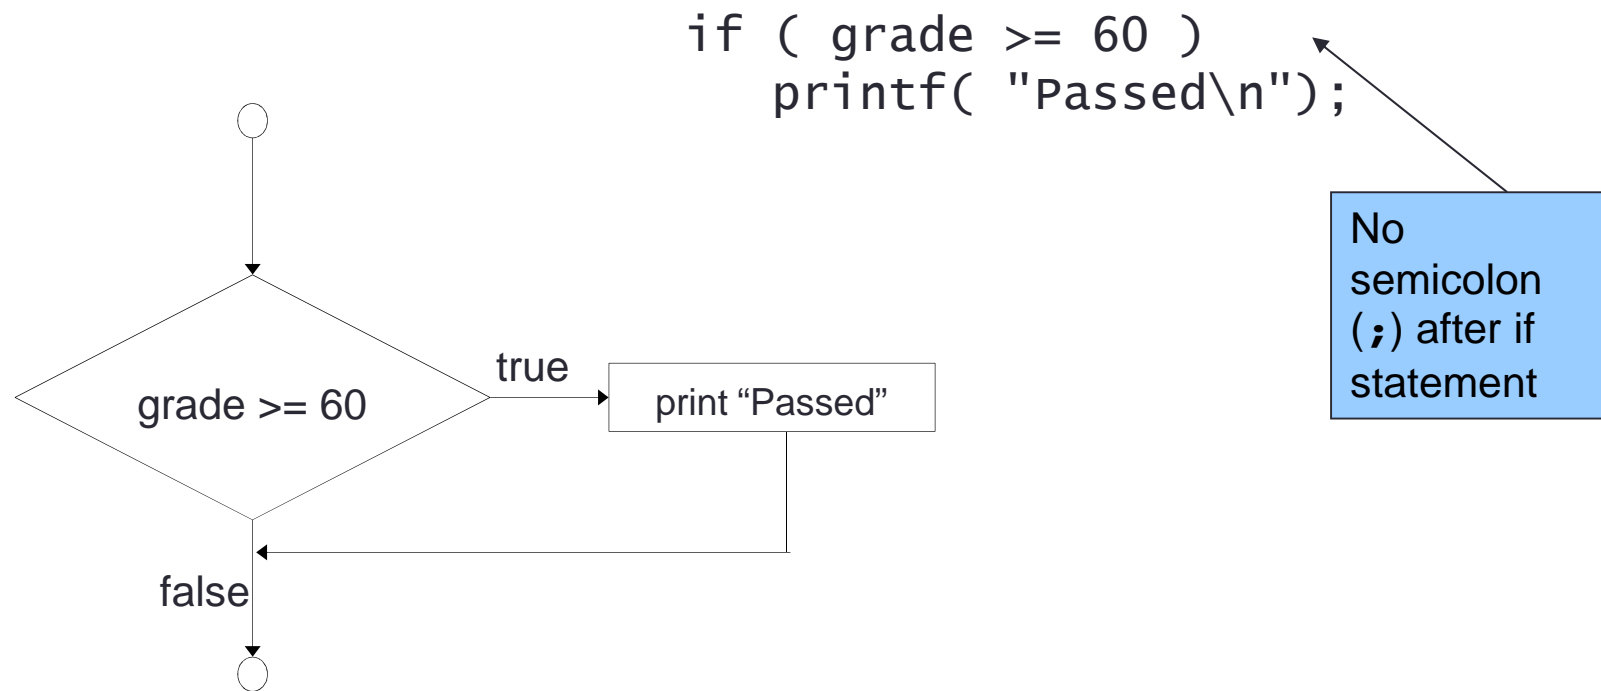 if ( grade >= 60 )
printf( "Passed\n");
No
semicolon
(;) after if
statement
true
grade >= 60
print “Passed”
false